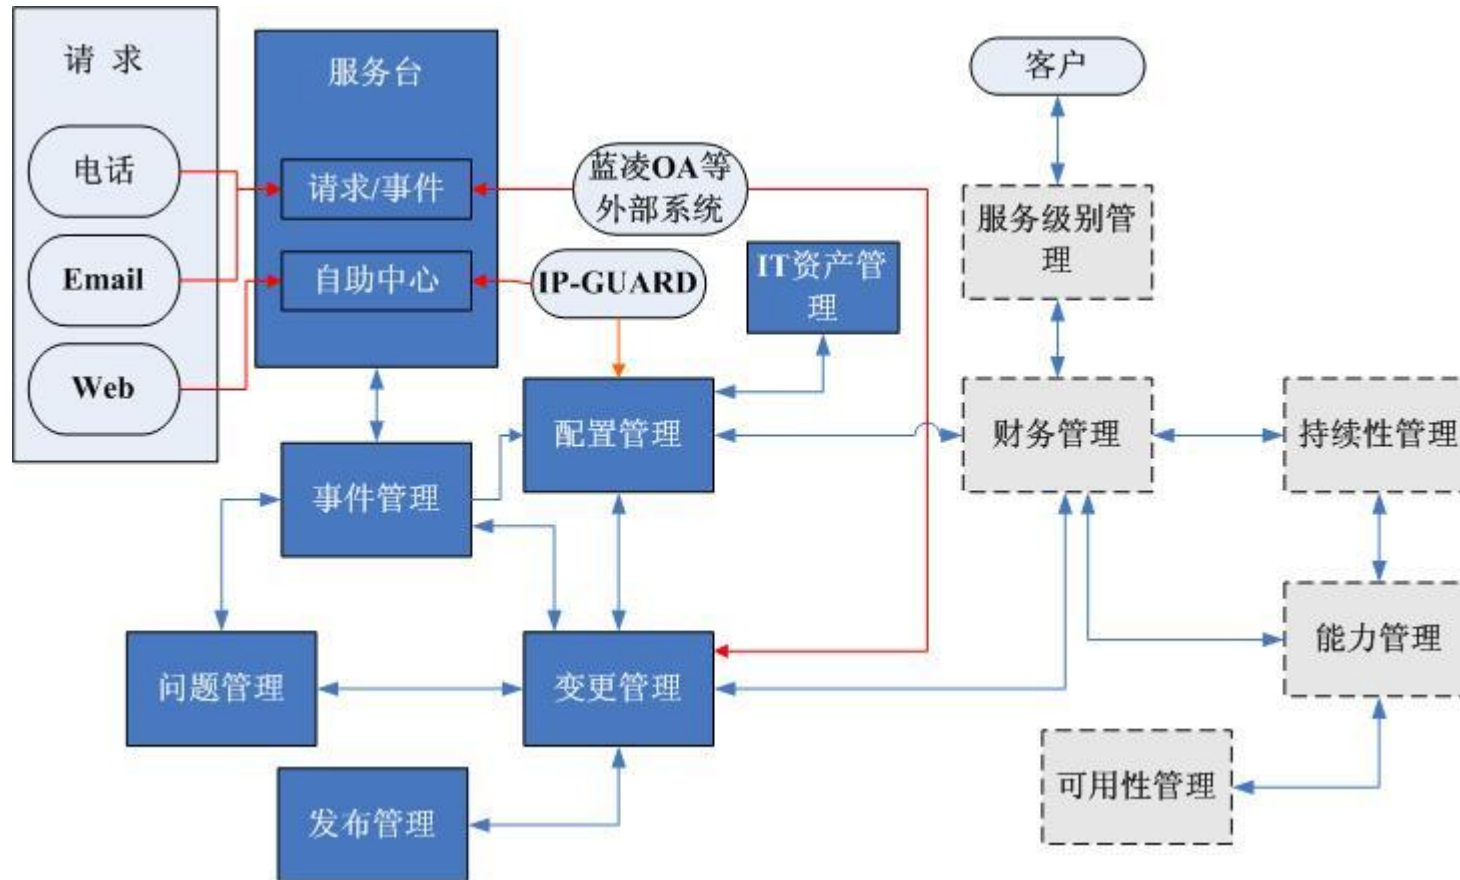 请 求
电话
Email
Web
服务台
请求/事件
自助中心
蓝凌OA等
外部系统
IP-GUARD
IT资产管
理
客户
服务级别管
理
配置管理
财务管理
持续性管理
事件管理
能力管理
问题管理
变更管理
可用性管理
发布管理